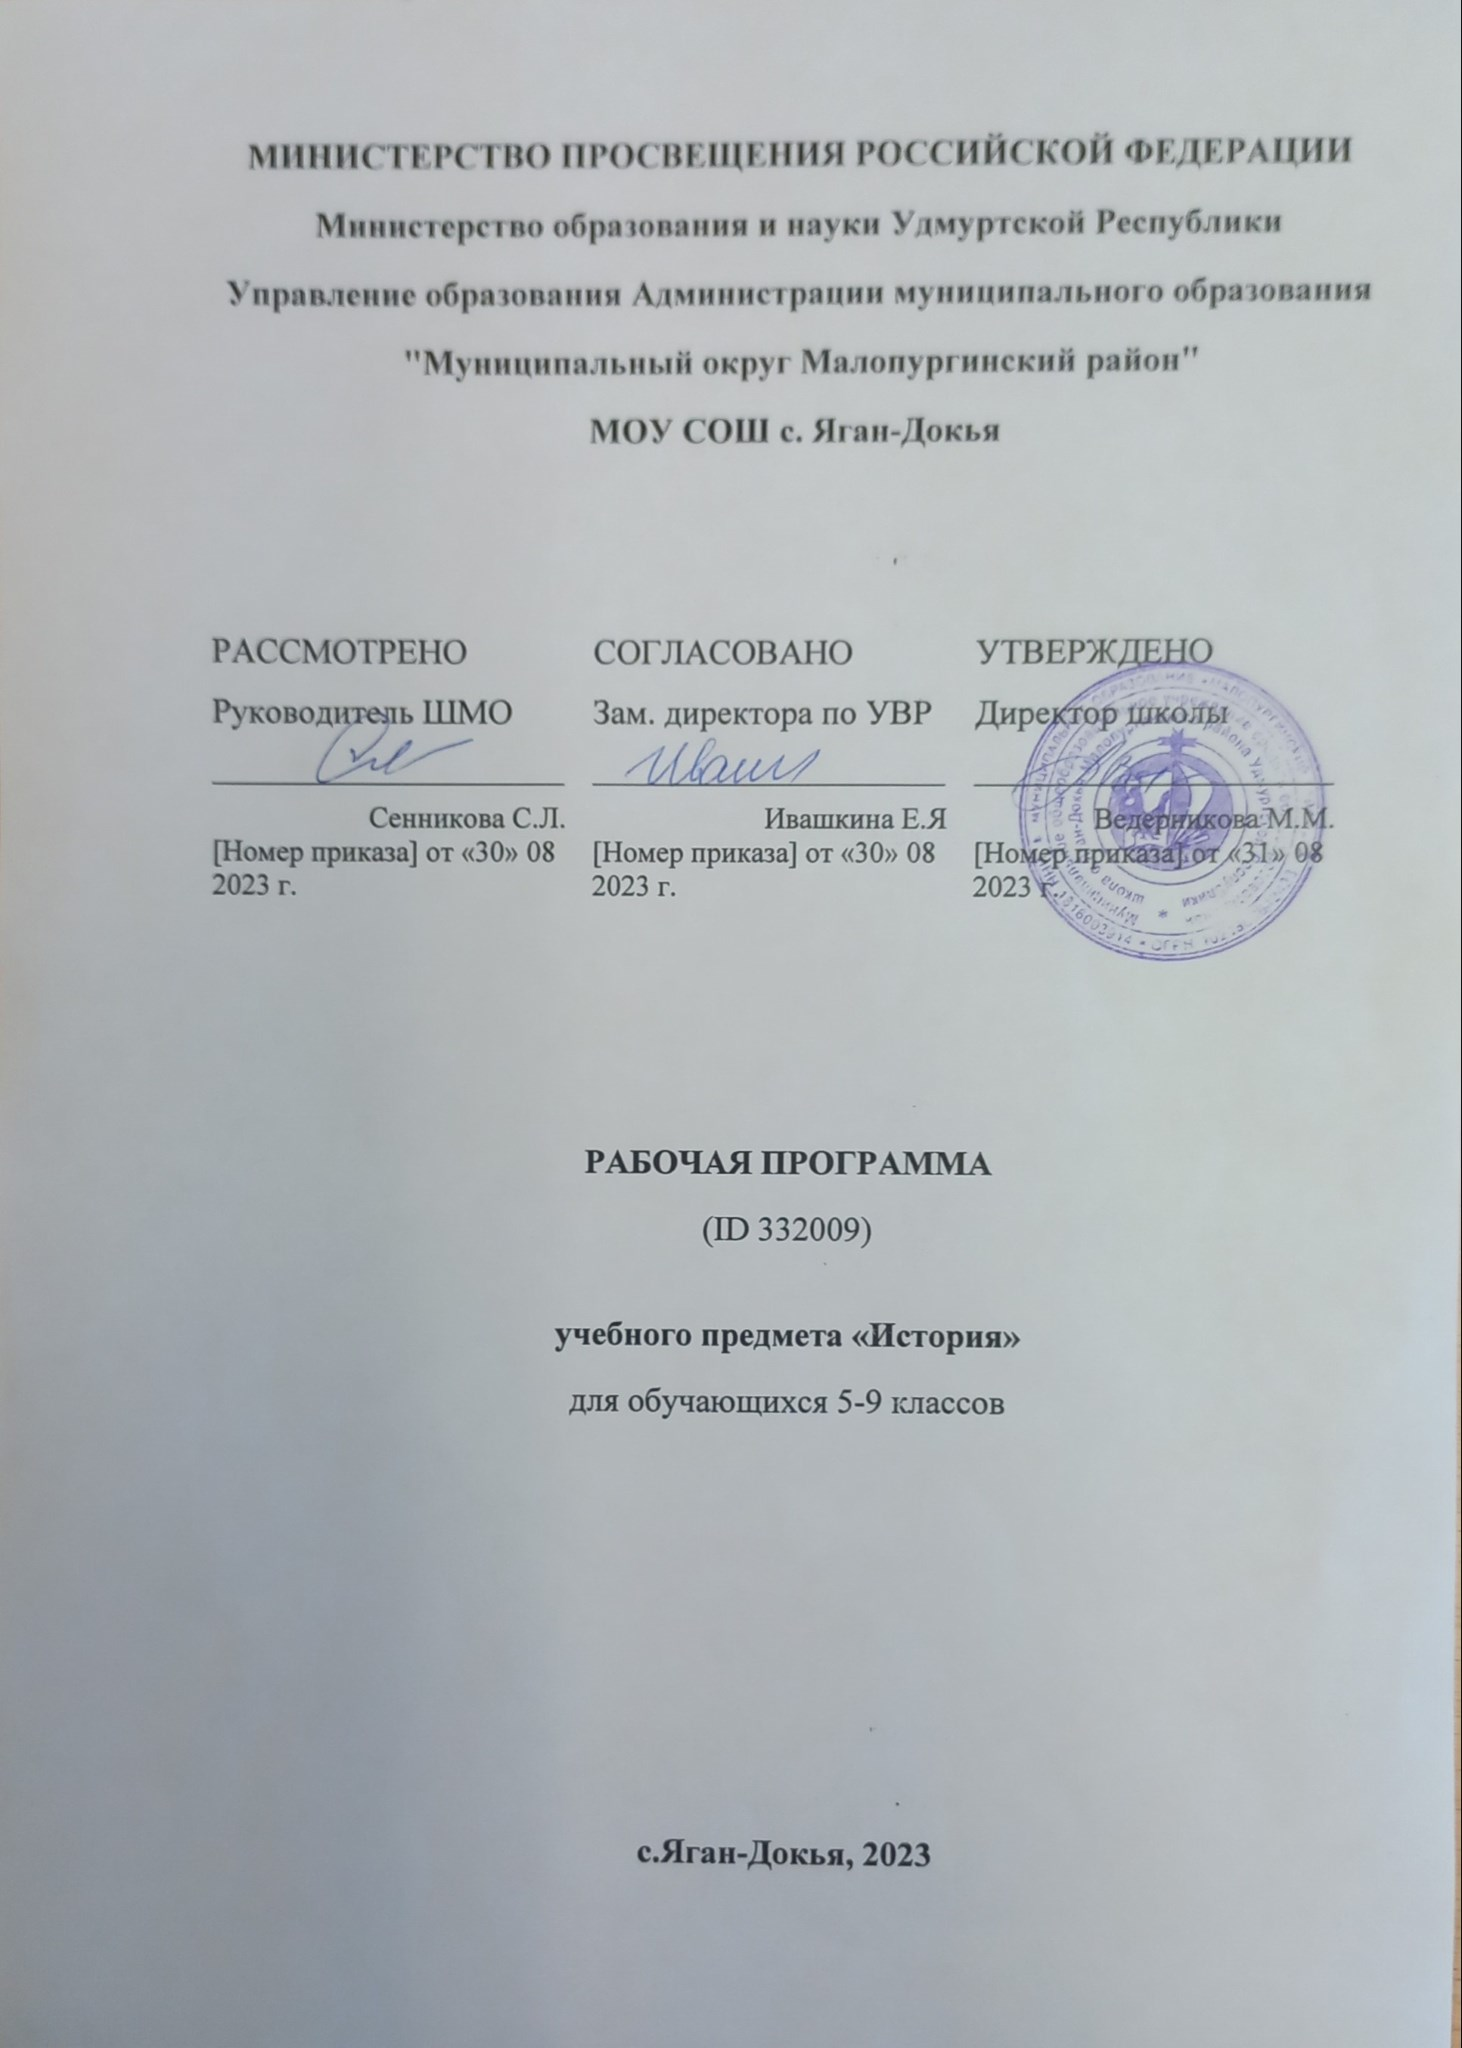 МИНИСТЕРСТВО ПРОСВЕЩЕНИЯ РОССИЙСКОЙ ФЕДЕРАЦИИ
Министерство образования и науки Удмуртской Республики
Управление образования Администрации муниципального образования
"Муниципальный округ Малопургинский район"
МОУ СОШ с. Яган-Докья
РАССМОТРЕНО
Руководитель ШМО
Сенникова С.Л.
[Номер приказа] от «30» 08
2023 г.
СОГЛАСОВАНО
Зам. директора по УВР
Ивашкина Е.Я
[Номер приказа] от «30» 08
2023 г.
УТВЕРЖДЕНО
Директор школы
Ведерникова М.М.
[Номер приказа] от «31» 08
2023 г
РАБОЧАЯ ПРОГРАММА
(ID 332009)
учебного предмета «История»
для обучающихся 5-9 классов
с.Яган-Докья, 2023